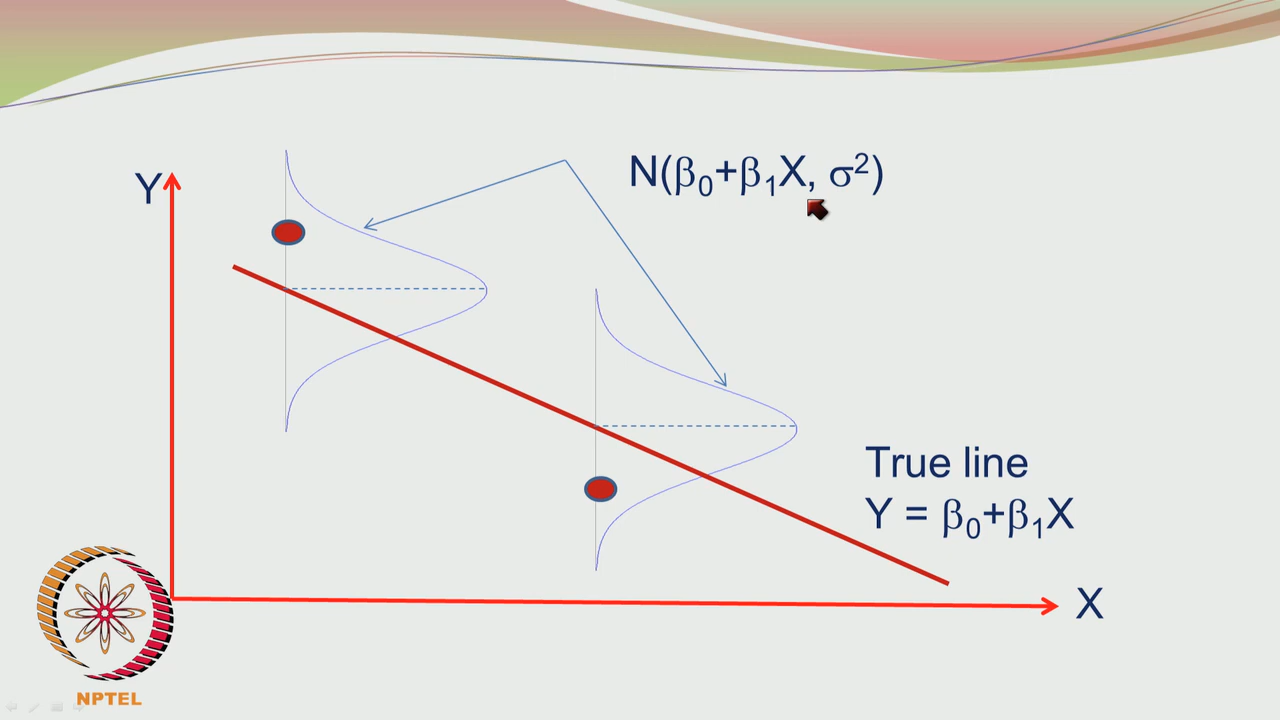 Y
N(β₀+β₁X, σ²)
True line
Y = β₀+β₁X
X
NPTEL